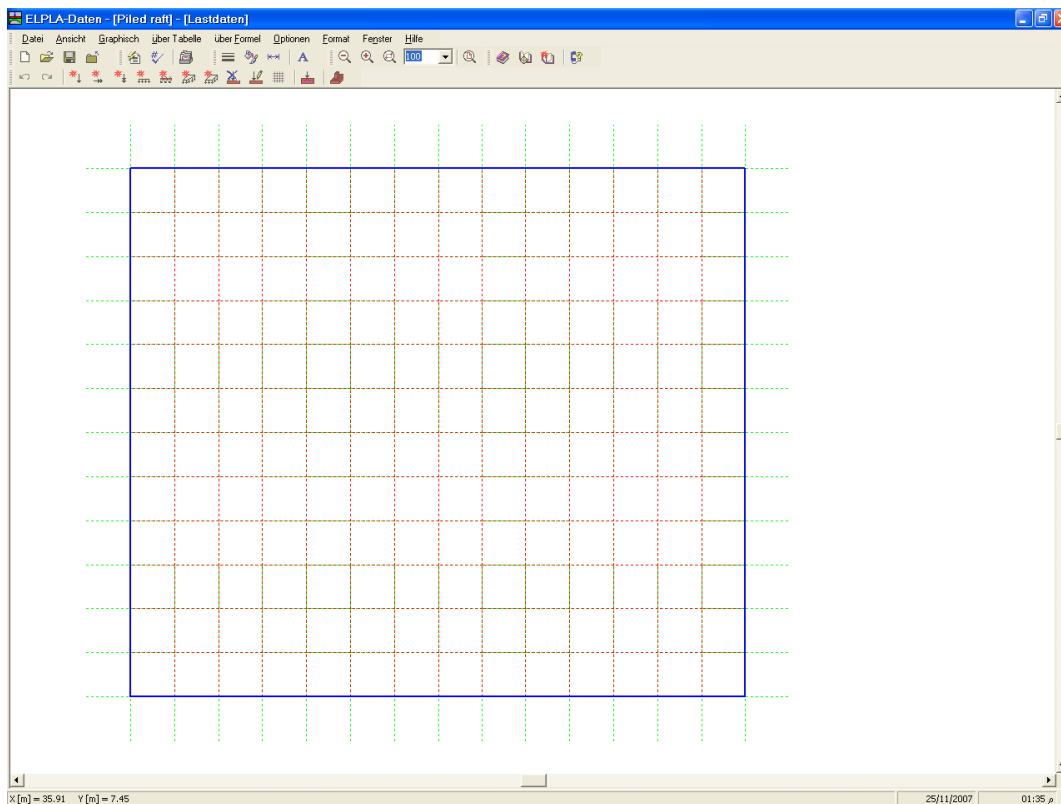 ELPLA-Daten - [Piled raft] - [Lastdaten]
Datei Ansicht Graphisch über Tabelle über Formel Optionen Format Fenster Hilfe
100
X [m] = 35.91 Y [m] = 7.45 25/11/2007 01:35 م